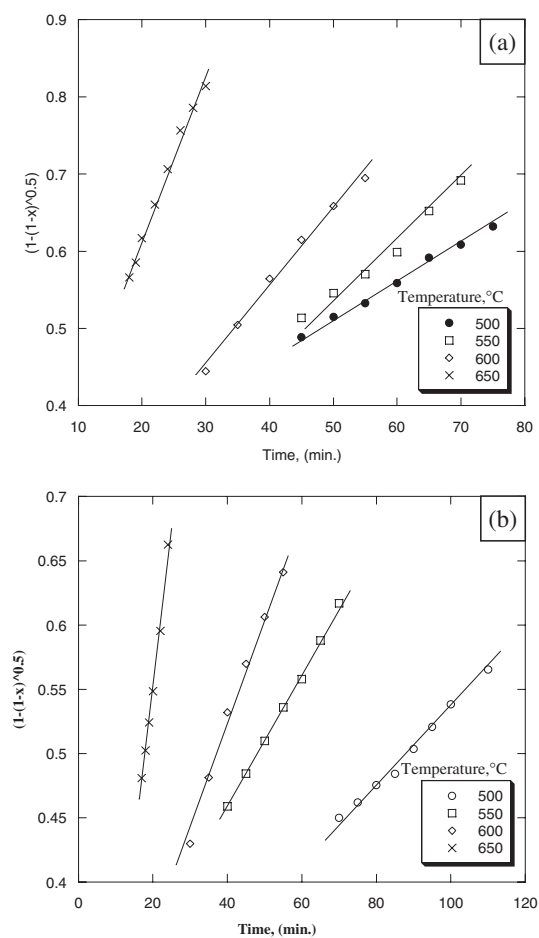 (a)
0.9
0.8
0.7
0.6
0.5
0.4
(1-(1-x)^0.5)
10 20 30 40 50 60 70 80
Time, (min.)
Temperature,°C
500
550
600
650
(b)
0.7
0.65
0.6
0.55
0.5
0.45
0.4
(1-(1-x)^0.5)
0 20 40 60 80 100 120
Time, (min.)
Temperature,°C
500
550
600
650